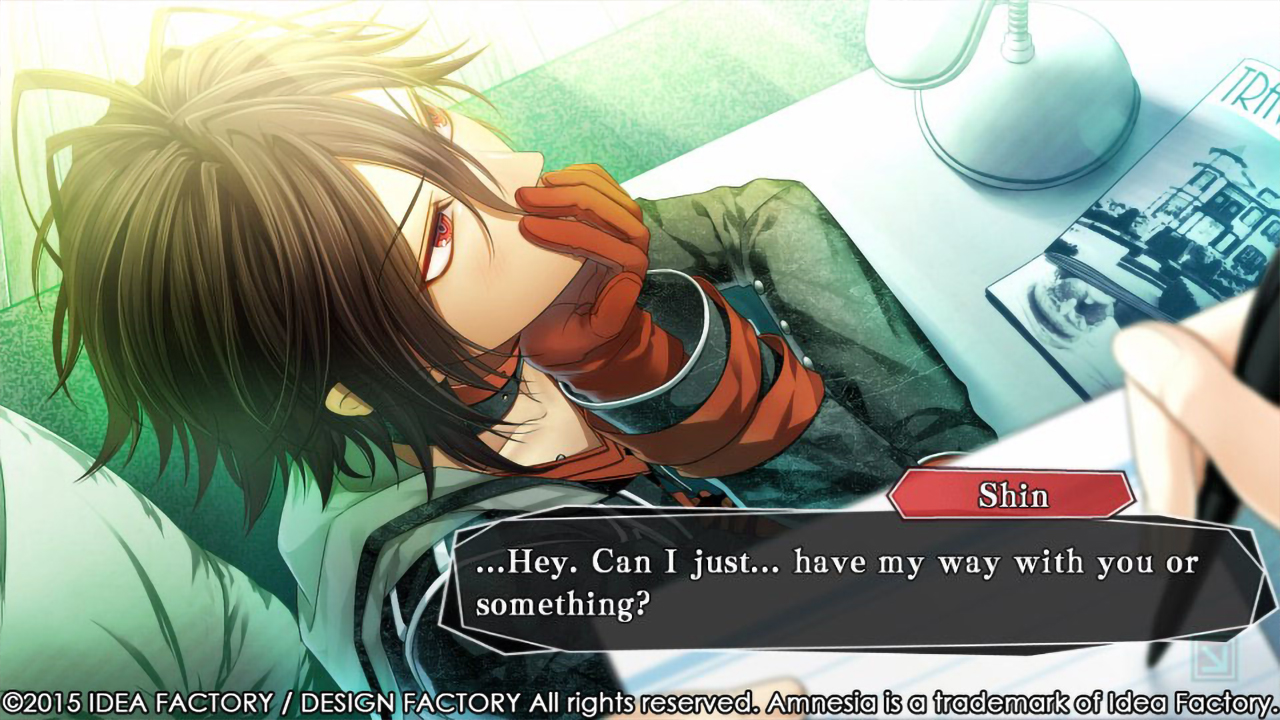 TRA
Shin
...Hey. Can I just... have my way with you or
something?
©2015 IDEA FACTORY / DESIGN FACTORY All rights reserved. Amnesia is a trademark of Idea Factory.